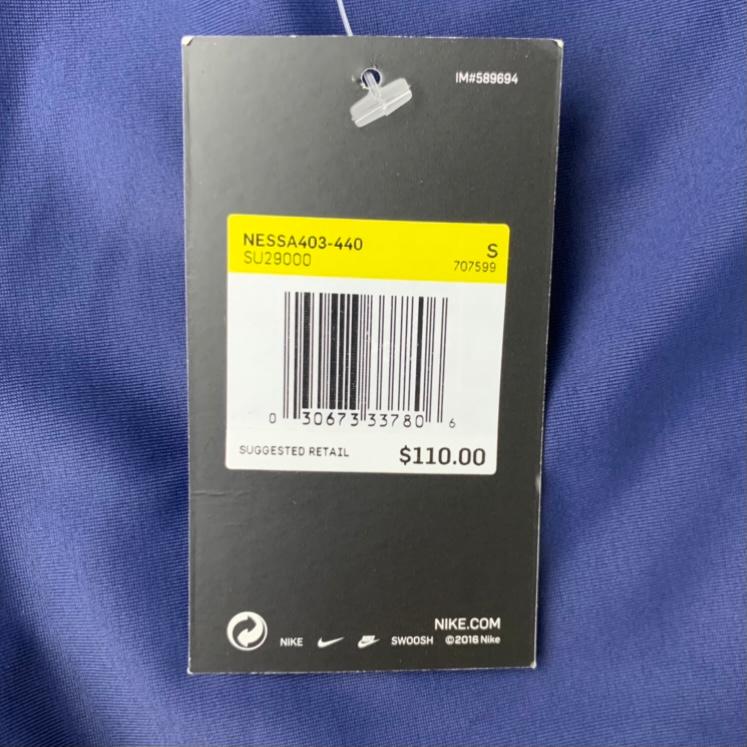 IM#589694
NESSA403-440
SU29000
S
707599
0 30673 33780 6
SUGGESTED RETAIL $110.00
NIKE.COM
NIKE SWOOSH ©2016 Nike